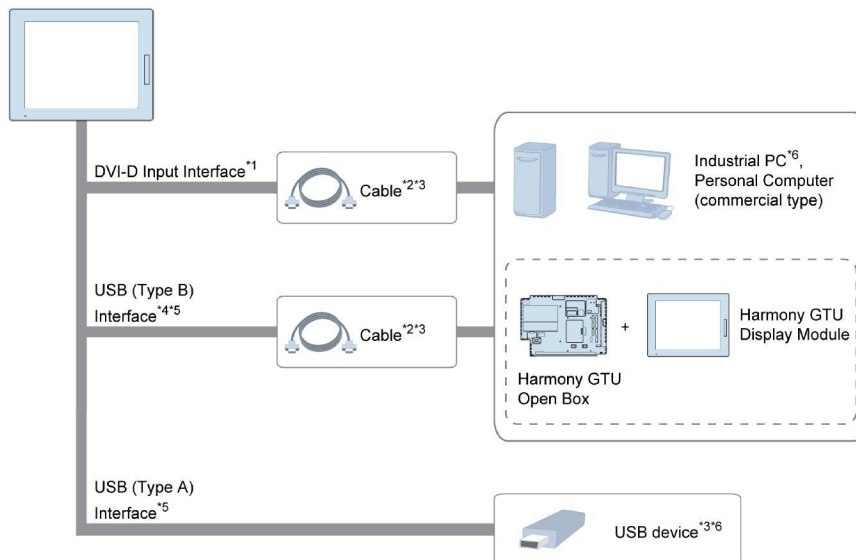 DVI-D Input Interface*1
Cable*2*3
Industrial PC*6,
Personal Computer
(commercial type)
USB (Type B)
Interface*4*5
Cable*2*3
+
Harmony GTU
Display Module
Harmony GTU
Open Box
USB (Type A)
Interface*5
USB device*3*6